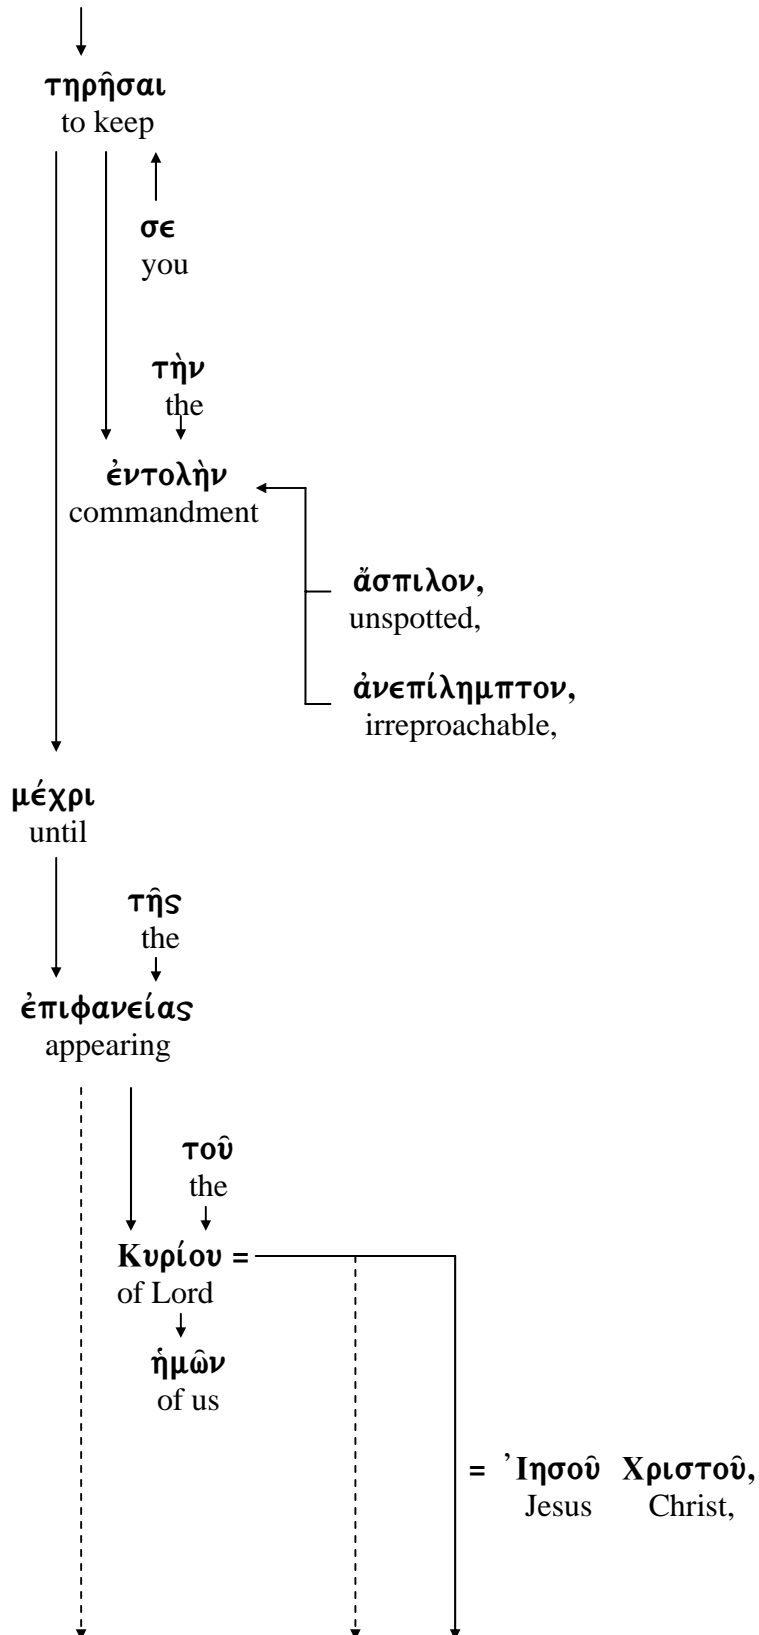 τηρῆσαι
to keep
σε
you
τὴν
the
ἐντολὴν
commandment
ἄσπιλον,
unspotted,
ἀνεπίλημπτον,
irreproachable,
μέχρι
until
τῆς
the
ἐπιφανείας
appearing
τοῦ
the
Κυρίου =
of Lord
ἡμῶν
of us
= ᾿Ιησοῦ Χριστοῦ,
Jesus Christ,